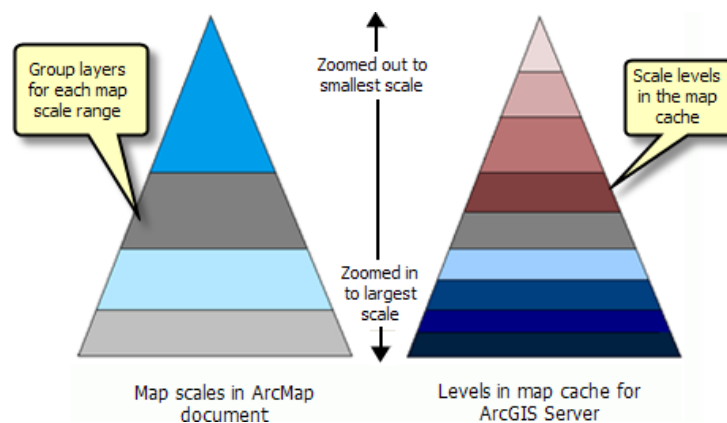 Group layers
for each map
scale range
Zoomed out to
smallest scale
Scale levels
in the map
cache
Zoomed in
to largest
scale
Map scales in ArcMap
document
Levels in map cache for
ArcGIS Server